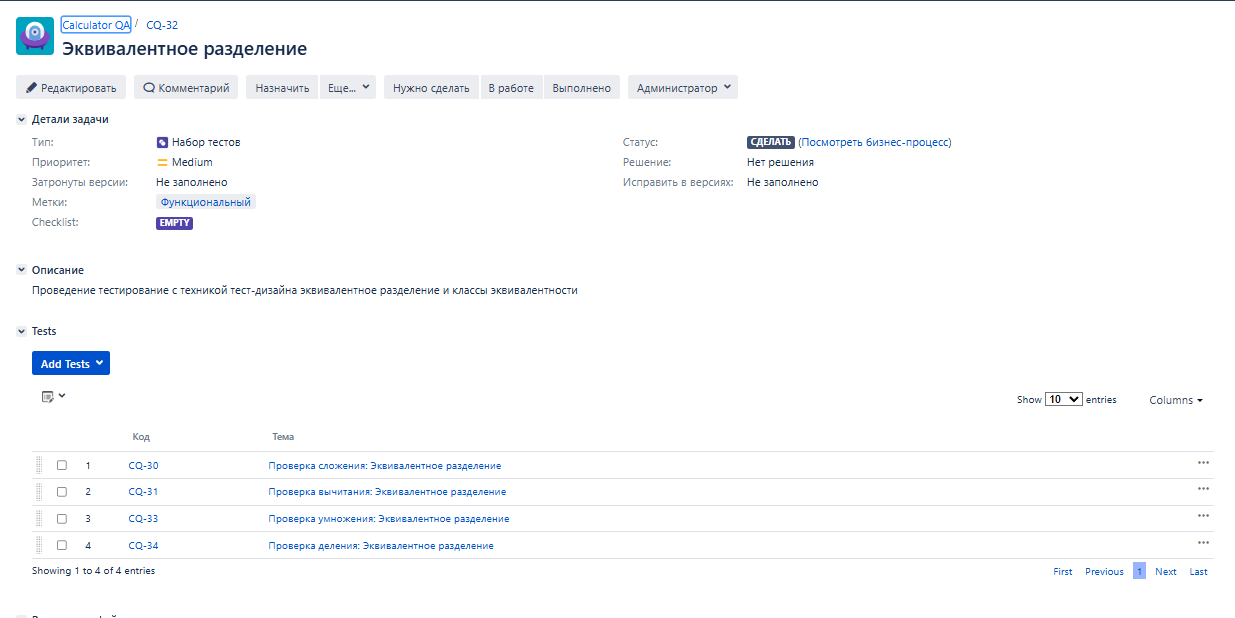 Calculator QA / CQ-32
Эквивалентное разделение
Редактировать Комментарий Назначить Еще... Нужно сделать В работе Выполнено Администратор
Детали задачи
Тип: Набор тестов Статус: СДЕЛАТЬ (Посмотреть бизнес-процесс)
Приоритет: Medium Решение: Нет решения
Затронуты версии: Не заполнено Исправить в версиях: Не заполнено
Метки: Функциональный
Checklist: EMPTY
Описание
Проведение тестирование с техникой тест-дизайна эквивалентное разделение и классы эквивалентности
Tests
Add Tests
Show 10 entries Columns
Код Тема
1 CQ-30 Проверка сложения: Эквивалентное разделение
2 CQ-31 Проверка вычитания: Эквивалентное разделение
3 CQ-33 Проверка умножения: Эквивалентное разделение
4 CQ-34 Проверка деления: Эквивалентное разделение
Showing 1 to 4 of 4 entries First Previous 1 Next Last